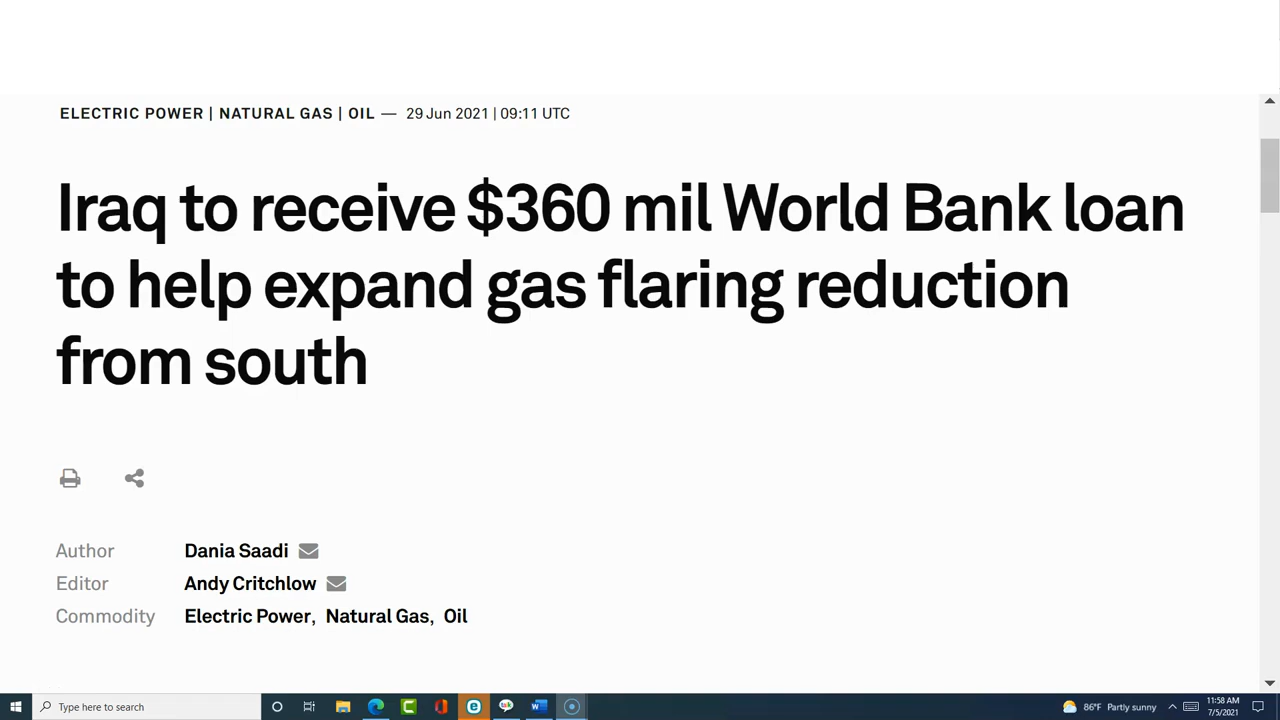 ELECTRIC POWER | NATURAL GAS | OIL — 29 Jun 2021 | 09:11 UTC
Iraq to receive $360 mil World Bank loan
to help expand gas flaring reduction
from south
Author Dania Saadi
Editor Andy Critchlow
Commodity Electric Power, Natural Gas, Oil
Type here to search
86°F Partly sunny
11:58 AM
7/5/2021